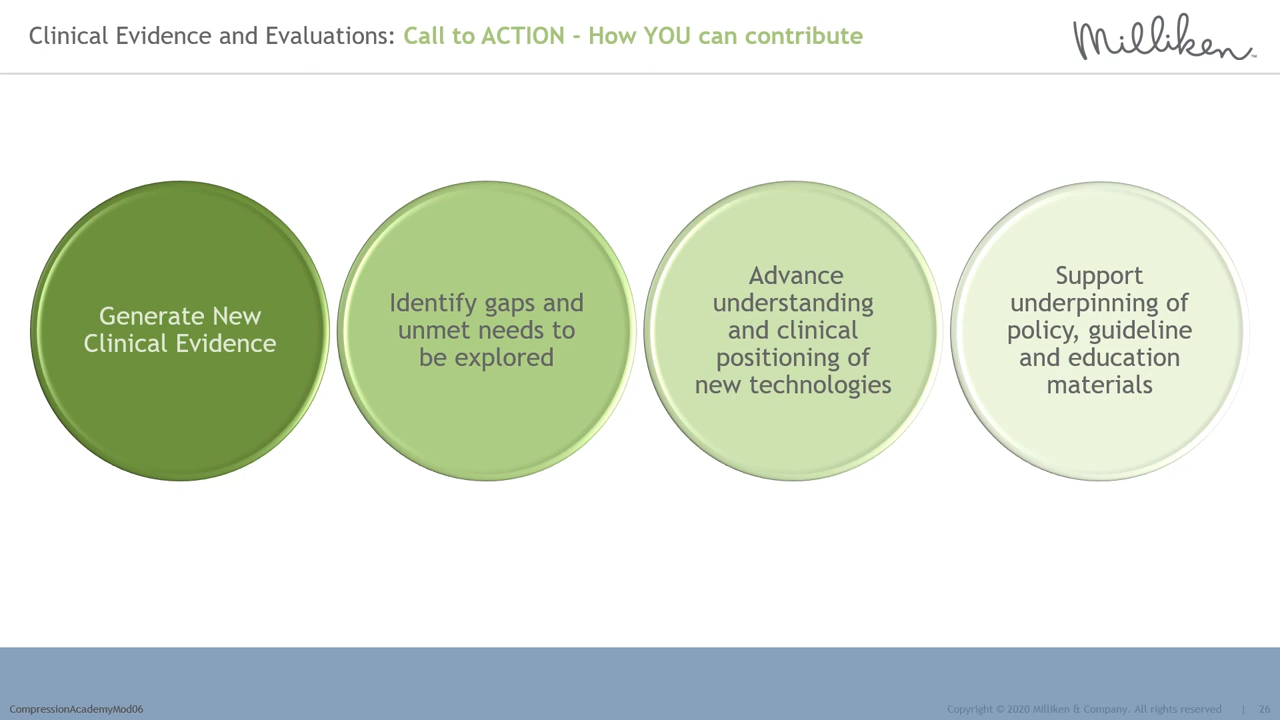 Clinical Evidence and Evaluations: Call to ACTION - How YOU can contribute
Milliken™
Generate New
Clinical Evidence
Identify gaps and
unmet needs to
be explored
Advance
understanding
and clinical
positioning of
new technologies
Support
underpinning of
policy, guideline
and education
materials
CompressionAcademyMod06
Copyright © 2020 Milliken & Company. All rights reserved | 26